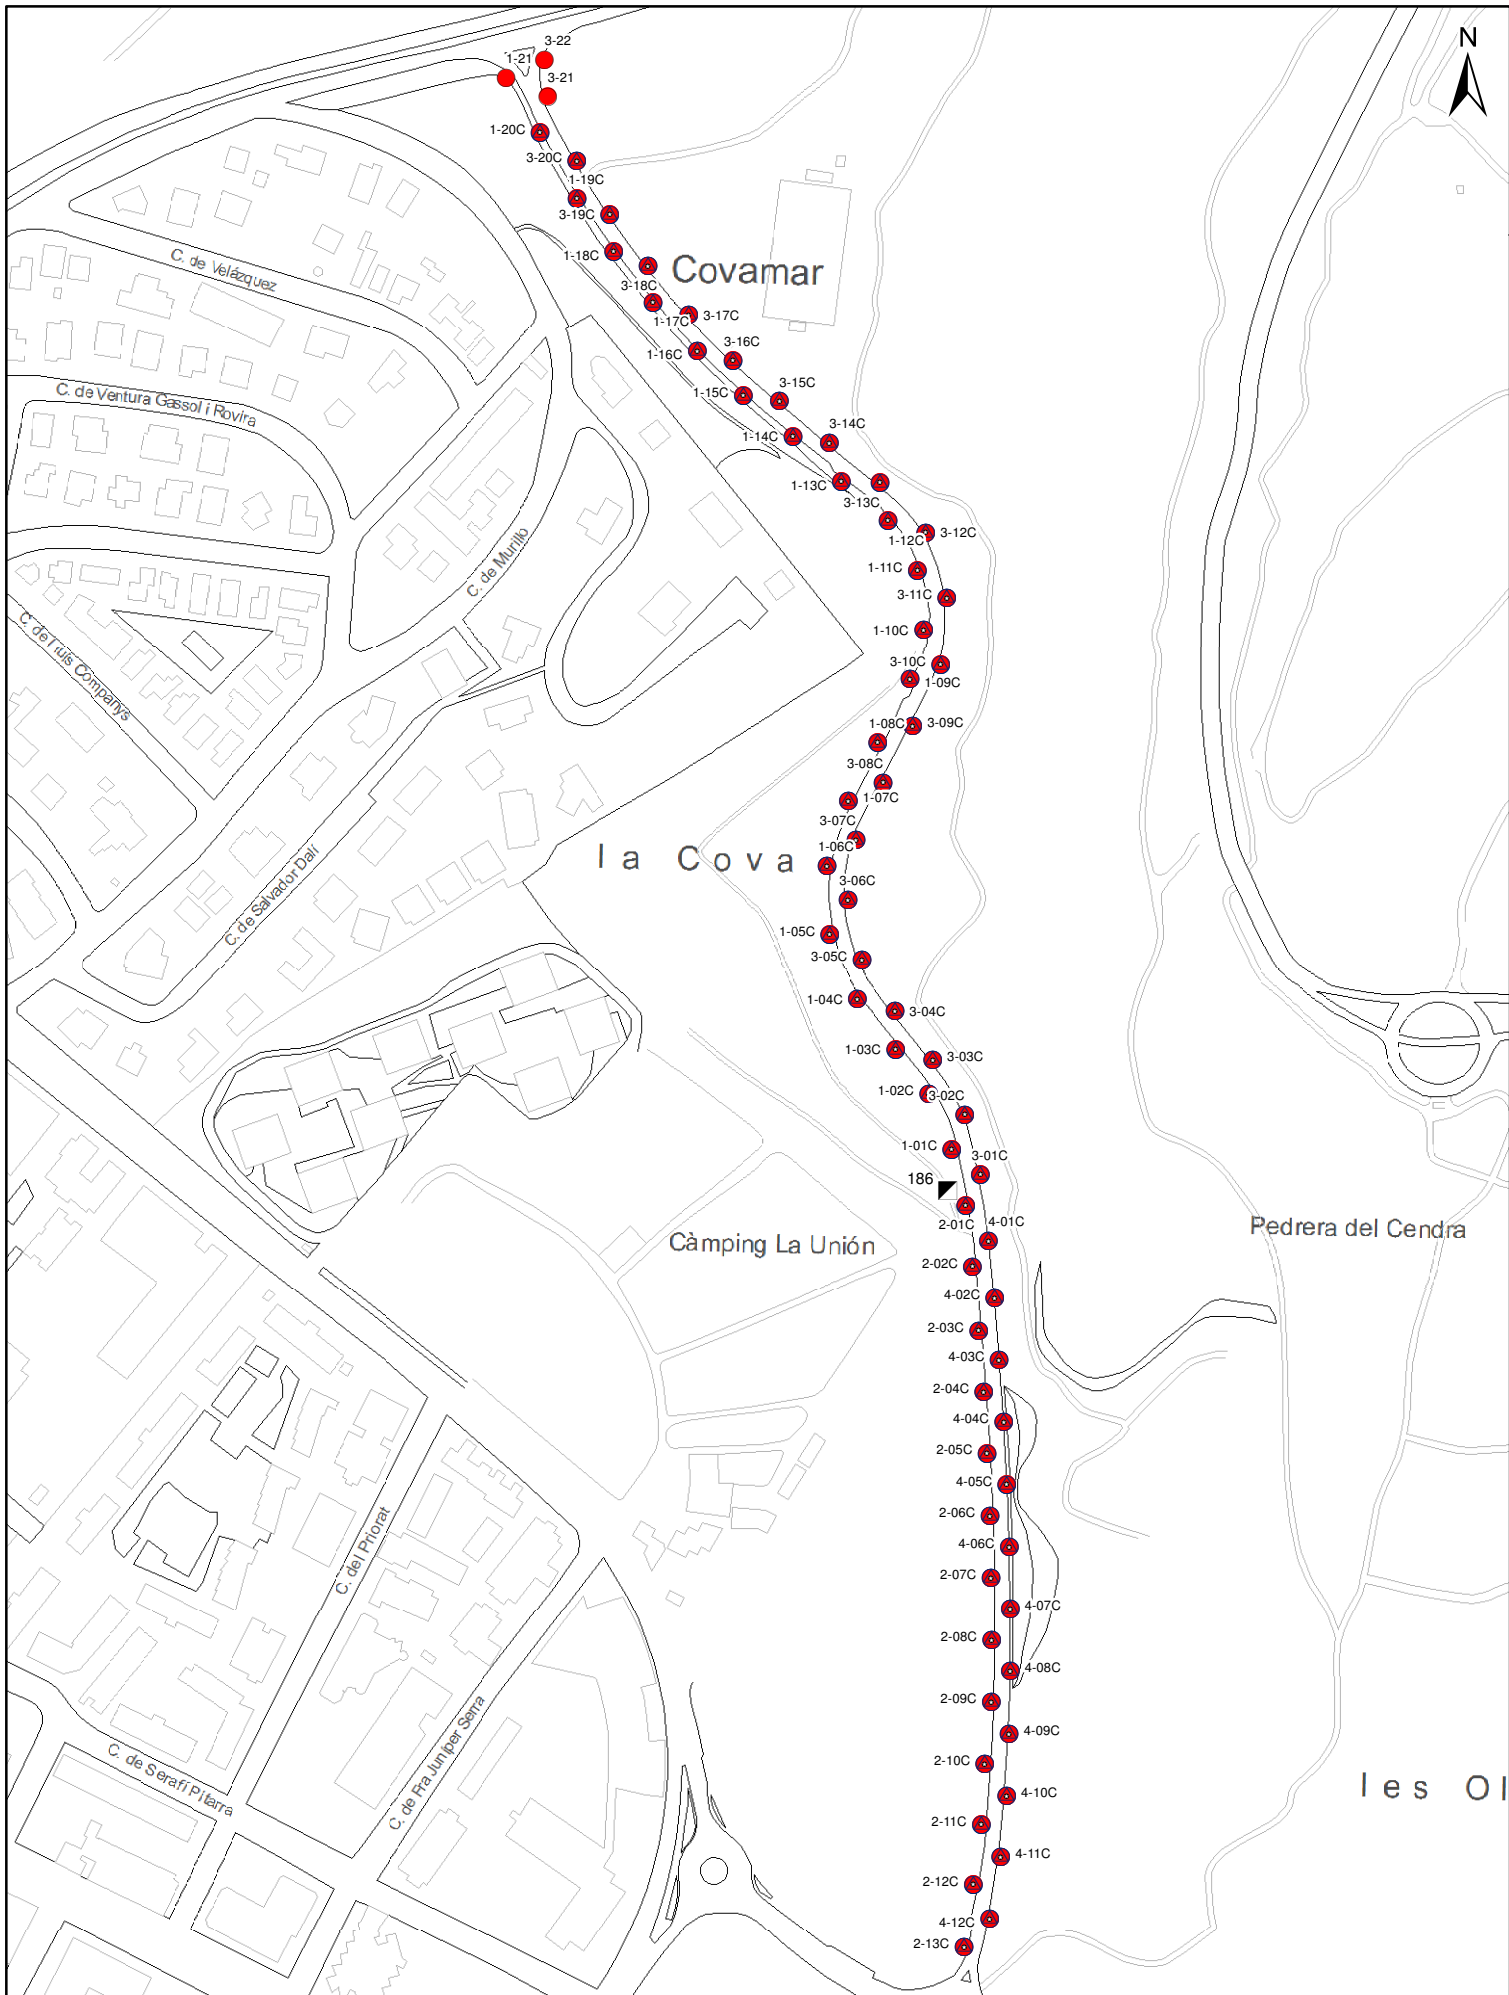 N
3-22
1-21
3-21
1-20C
3-20C
1-19C
3-19C
1-18C
Covamar
C. de Velázquez
3-18C
1-17C
3-17C
1-16C
3-16C
1-15C
3-15C
C. de Ventura Gassol i Rovira
1-14C
3-14C
1-13C
3-13C
1-12C
3-12C
C. de Murillo
1-11C
3-11C
C. de Lluís Companys
1-10C
3-10C
1-09C
1-08C
3-09C
3-08C
1-07C
3-07C
1-06C
la Cova
3-06C
C. de Salvador Dalí
1-05C
3-05C
1-04C
3-04C
1-03C
3-03C
1-02C
3-02C
1-01C
3-01C
186
2-01C
4-01C
Pedrera del Cendra
Càmping La Unión
2-02C
4-02C
2-03C
4-03C
2-04C
4-04C
2-05C
4-05C
2-06C
C. del Priorat
4-06C
2-07C
4-07C
2-08C
4-08C
2-09C
4-09C
C. de Fra Juníper Serra
2-10C
C. de Serafí Pitarra
les Ol
4-10C
2-11C
4-11C
2-12C
4-12C
2-13C